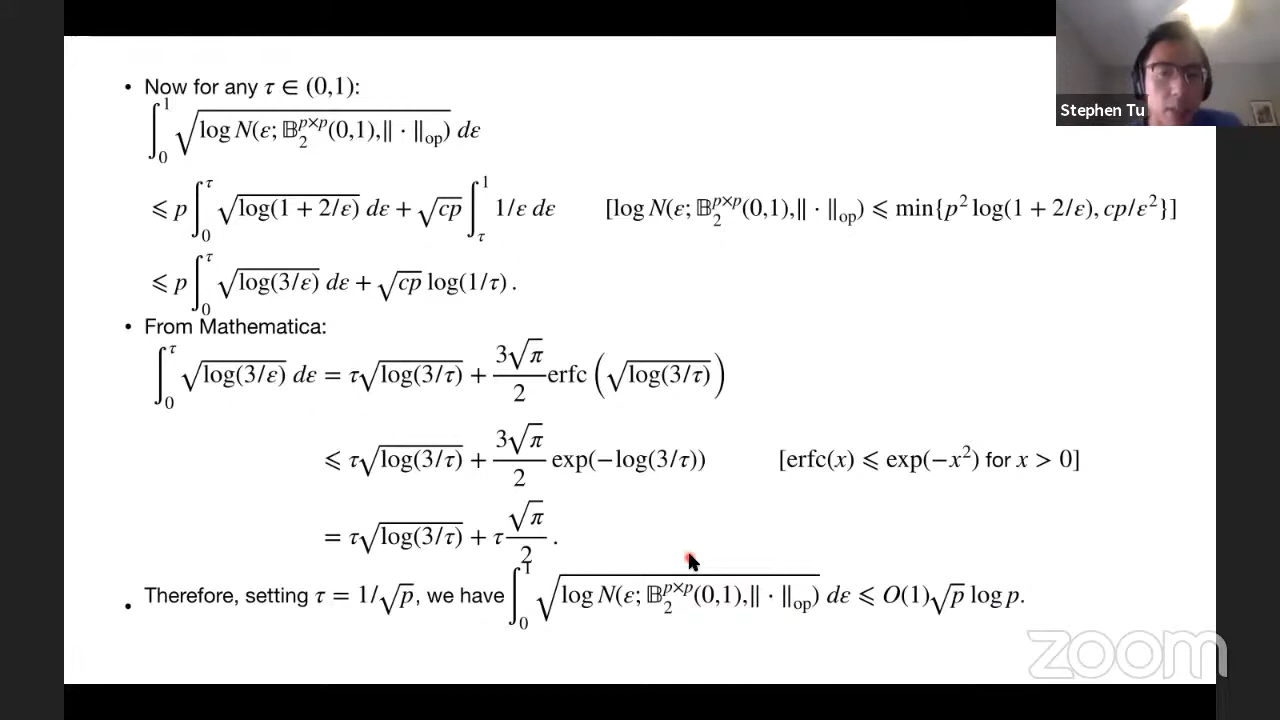 • Now for any τ ∈ (0,1):
∫₀¹ √(log N(ε; 𝔹₂^{p×p}(0,1), ‖ · ‖_op)) dε
⩽ p ∫₀^τ √(log(1 + 2/ε)) dε + √(cp) ∫_τ^1 1/ε dε [log N(ε; 𝔹₂^{p×p}(0,1), ‖ · ‖_op) ⩽ min{p² log(1 + 2/ε), cp/ε²}]
⩽ p ∫₀^τ √(log(3/ε)) dε + √(cp) log(1/τ) .
• From Mathematica:
∫₀^τ √(log(3/ε)) dε = τ√(log(3/τ)) + (3√π/2) erfc (√(log(3/τ)))
⩽ τ√(log(3/τ)) + (3√π/2) exp(−log(3/τ)) [erfc(x) ⩽ exp(−x²) for x > 0]
= τ√(log(3/τ)) + τ (√π/2) .
• Therefore, setting τ = 1/√p, we have ∫₀¹ √(log N(ε; 𝔹₂^{p×p}(0,1), ‖ · ‖_op)) dε ⩽ O(1)√p log p.
Stephen Tu
zoom